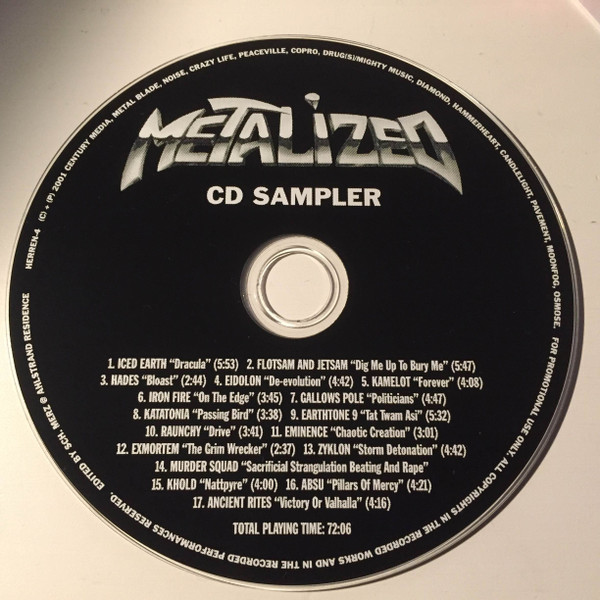 METALIZED
CD SAMPLER
1. ICED EARTH "Dracula" (5:53) 2. FLOTSAM AND JETSAM "Dig Me Up To Bury Me" (5:47)
3. HADES "Bloast" (2:44) 4. EIDOLON "De-evolution" (4:42) 5. KAMELOT "Forever" (4:08)
6. IRON FIRE "On The Edge" (3:45) 7. GALLOWS POLE "Politicians" (4:47)
8. KATATONIA "Passing Bird" (3:38) 9. EARTHTONE 9 "Tat Twam Asi" (5:32)
10. RAUNCHY "Drive" (3:41) 11. EMINENCE "Chaotic Creation" (3:01)
12. EXMORTEM "The Grim Wrecker" (2:37) 13. ZYKLON "Storm Detonation" (4:42)
14. MURDER SQUAD "Sacrificial Strangulation Beating And Rape"
15. KHOLD "Nattpyre" (4:00) 16. ABSU "Pillars Of Mercy" (4:21)
17. ANCIENT RITES "Victory Or Valhalla" (4:16)
TOTAL PLAYING TIME: 72:06
HERREN-4 (C) + (P) 2001 CENTURY MEDIA, METAL BLADE, NOISE, CRAZY LIFE, PEACEVILLE, COPRO, DRUG(S)/MIGHTY MUSIC, DIAMOND, HAMMERHEART, CANDLELIGHT, PAVEMENT, MOONFOG, OSMOSE. FOR PROMOTIONAL USE ONLY. ALL COPYRIGHTS IN THE RECORDED WORKS AND IN THE RECORDED PERFORMANCES RESERVED. EDITED BY SCH. MERZ @ AHLSTRAND RESIDENCE